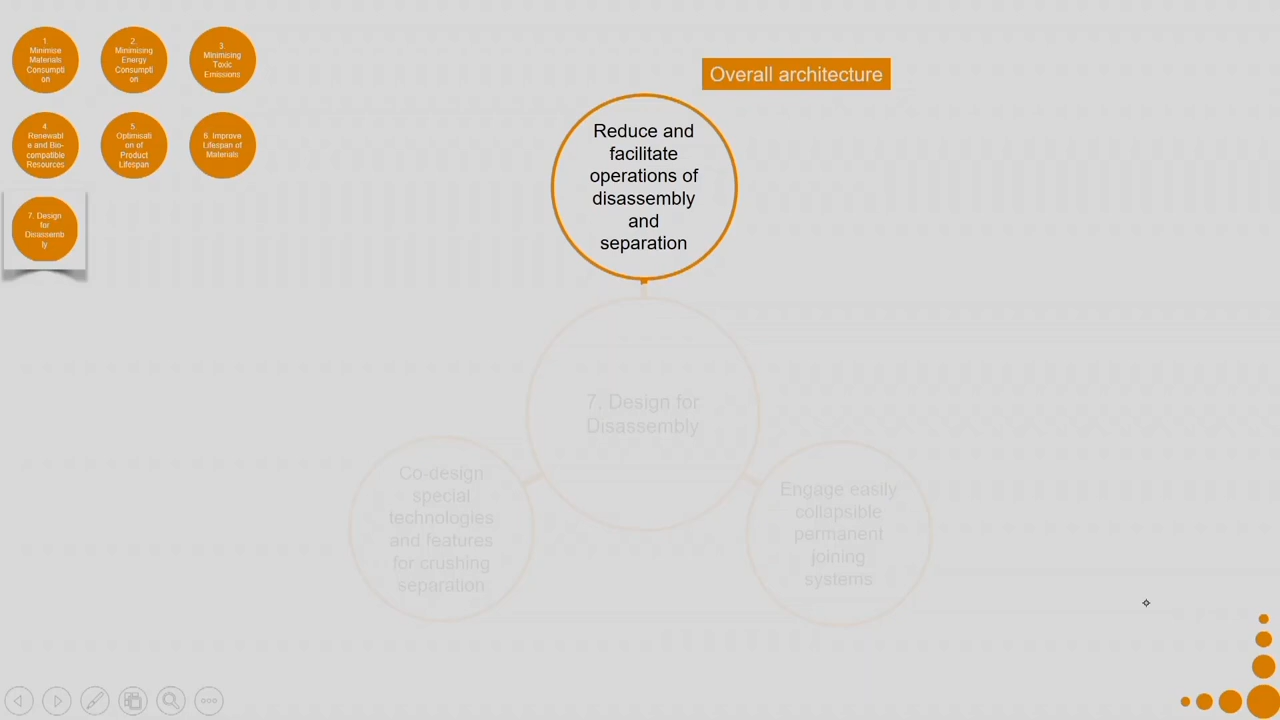 1.
Minimise
Materials
Consumpti
on
2.
Minimising
Energy
Consumpti
on
3.
Minimising
Toxic
Emissions
4.
Renewabl
e and Bio-
compatible
Resources
5.
Optimisati
on of
Product
Lifespan
6. Improve
Lifespan of
Materials
7. Design
for
Disassemb
ly
Overall architecture
Reduce and
facilitate
operations of
disassembly
and
separation
7. Design for
Disassembly
Co-design
special
technologies
and features
for crushing
separation
Engage easily
collapsible
permanent
joining
systems